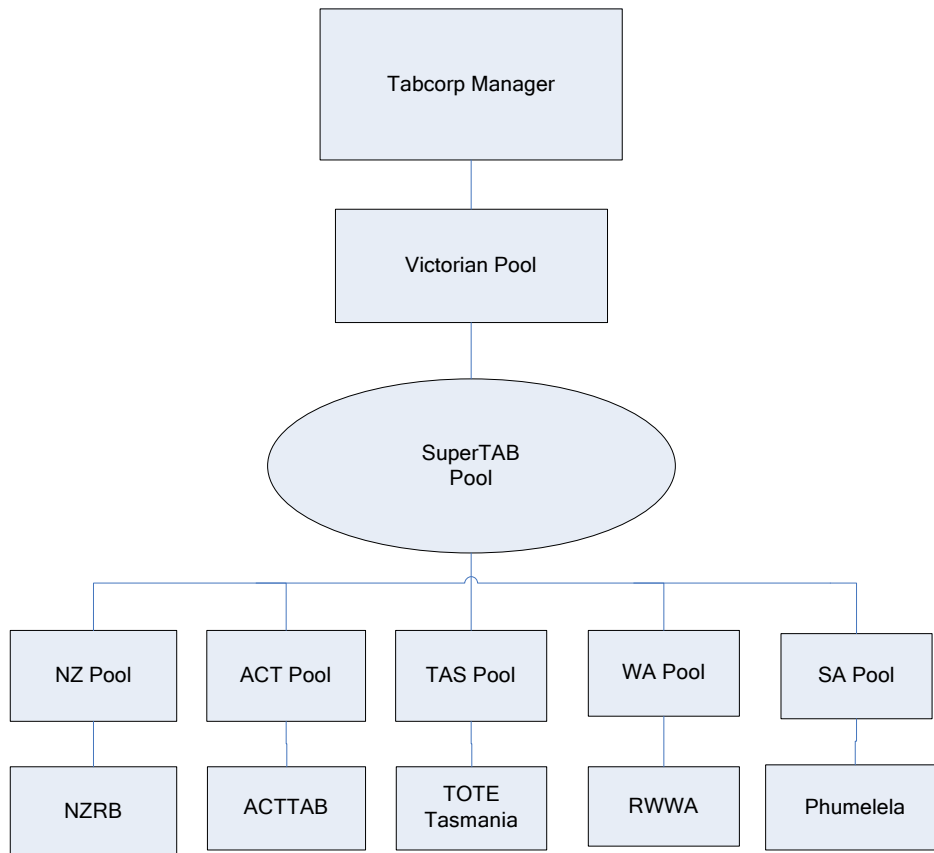 Tabcorp Manager
Victorian Pool
SuperTAB
Pool
NZ Pool
ACT Pool
TAS Pool
WA Pool
SA Pool
NZRB
ACTTAB
TOTE
Tasmania
RWWA
Phumelela